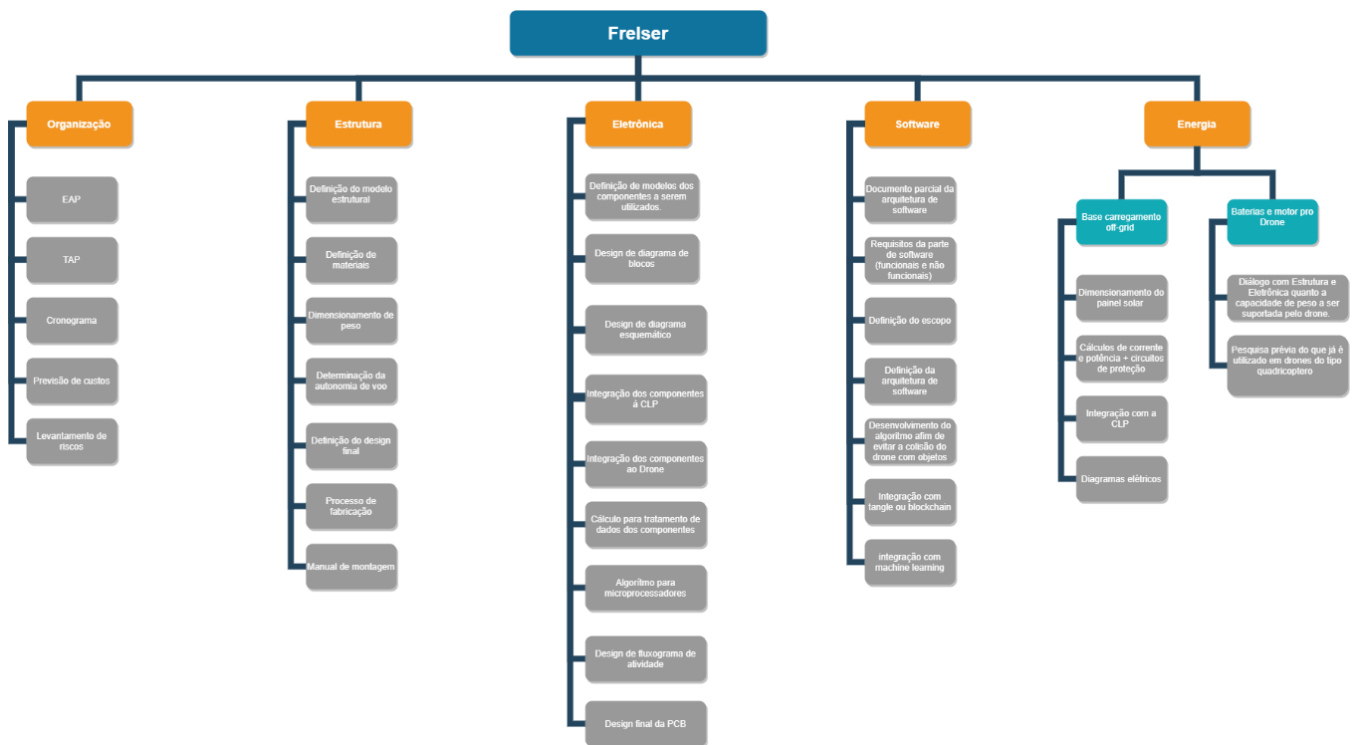 Frelser
Organização
EAP
TAP
Cronograma
Previsão de custos
Levantamento de
riscos
Estrutura
Definição do modelo
estrutural
Definição de
materiais
Dimensionamento de
peso
Determinação da
autonomia de voo
Definição do design
final
Processo de
fabricação
Manual de montagem
Eletrônica
Definição de modelos dos
componentes a serem
utilizados.
Design de diagrama de
blocos
Design de diagrama
esquemático
Integração dos componentes
à CLP
Integração dos componentes
ao Drone
Cálculo para tratamento de
dados dos componentes
Algorítmo para
microprocessadores
Design de fluxograma de
atividade
Design final da PCB
Software
Documento parcial da
arquitetura de
software
Requisitos da parte
de software
(funcionais e não
funcionais)
Definição do escopo
Definição da
arquitetura de
software
Desenvolvimento do
algoritmo afim de
evitar a colisão do
drone com objetos
Integração com
tangle ou blockchain
integração com
machine learning
Energia
Base carregamento
off-grid
Dimensionamento do
painel solar
Cálculos de corrente
e potência + circuitos
de proteção
Integração com a
CLP
Diagramas elétricos
Baterias e motor pro
Drone
Diálogo com Estrutura e
Eletrônica quanto a
capacidade de peso a ser
suportada pelo drone.
Pesquisa prévia do que já é
utilizado em drones do tipo
quadricoptero